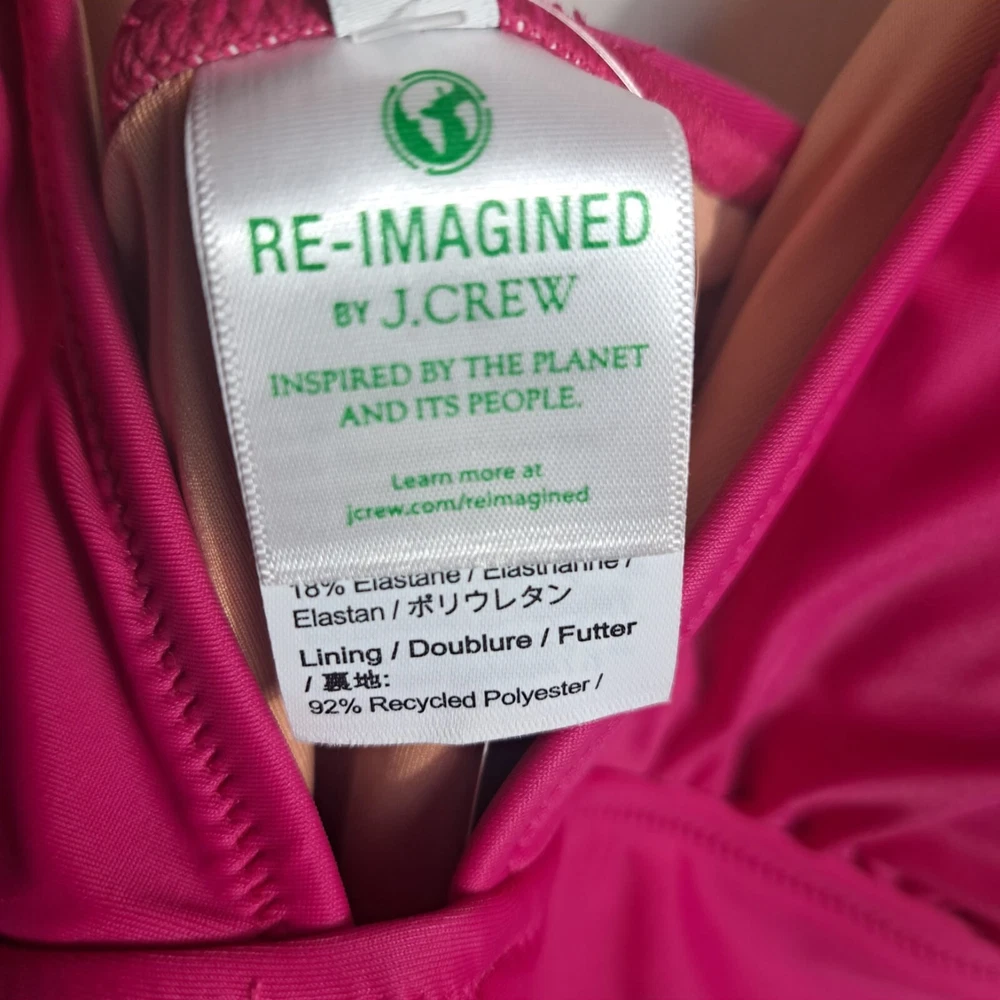 RE-IMAGINED
BY J.CREW
INSPIRED BY THE PLANET
AND ITS PEOPLE.
Learn more at
jcrew.com/reimagined
18% Elastane / Elasthanne /
Elastan / ポリウレタン
Lining / Doublure / Futter
/ 裏地:
92% Recycled Polyester /